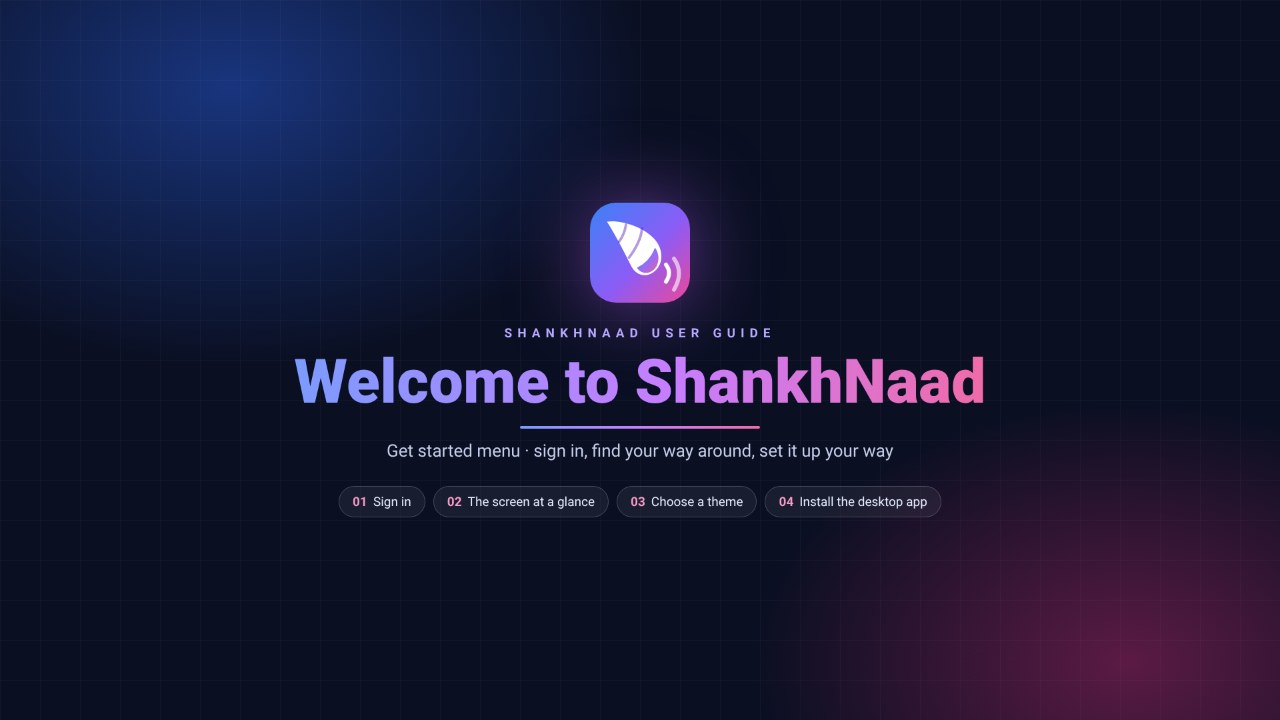 SHANKHNAAD USER GUIDE
Welcome to ShankhNaad
Get started menu · sign in, find your way around, set it up your way
01 Sign in 02 The screen at a glance 03 Choose a theme 04 Install the desktop app